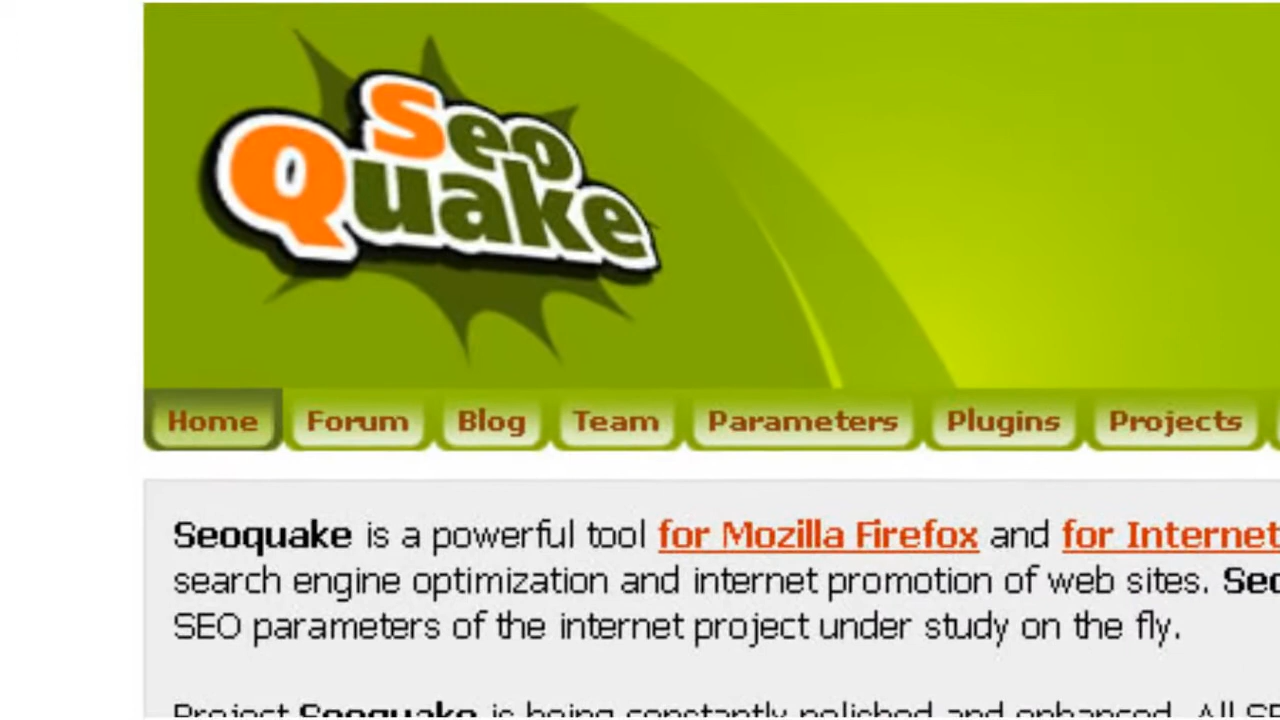 Seo
Quake
Home Forum Blog Team Parameters Plugins Projects
Seoquake is a powerful tool for Mozilla Firefox and for Internet
search engine optimization and internet promotion of web sites. Seo
SEO parameters of the internet project under study on the fly.
Project Seoquake is being constantly polished and enhanced. All SE